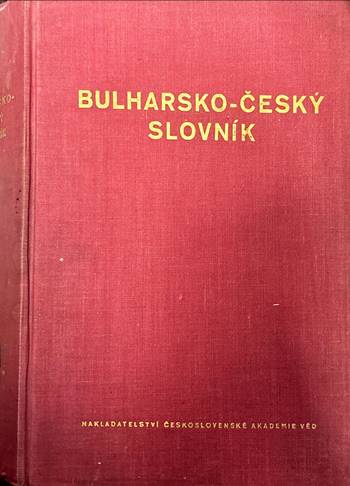 BULHARSKO-ČESKÝ
SLOVNÍK
NAKLADATELSTVÍ ČESKOSLOVENSKÉ AKADEMIE VĚD